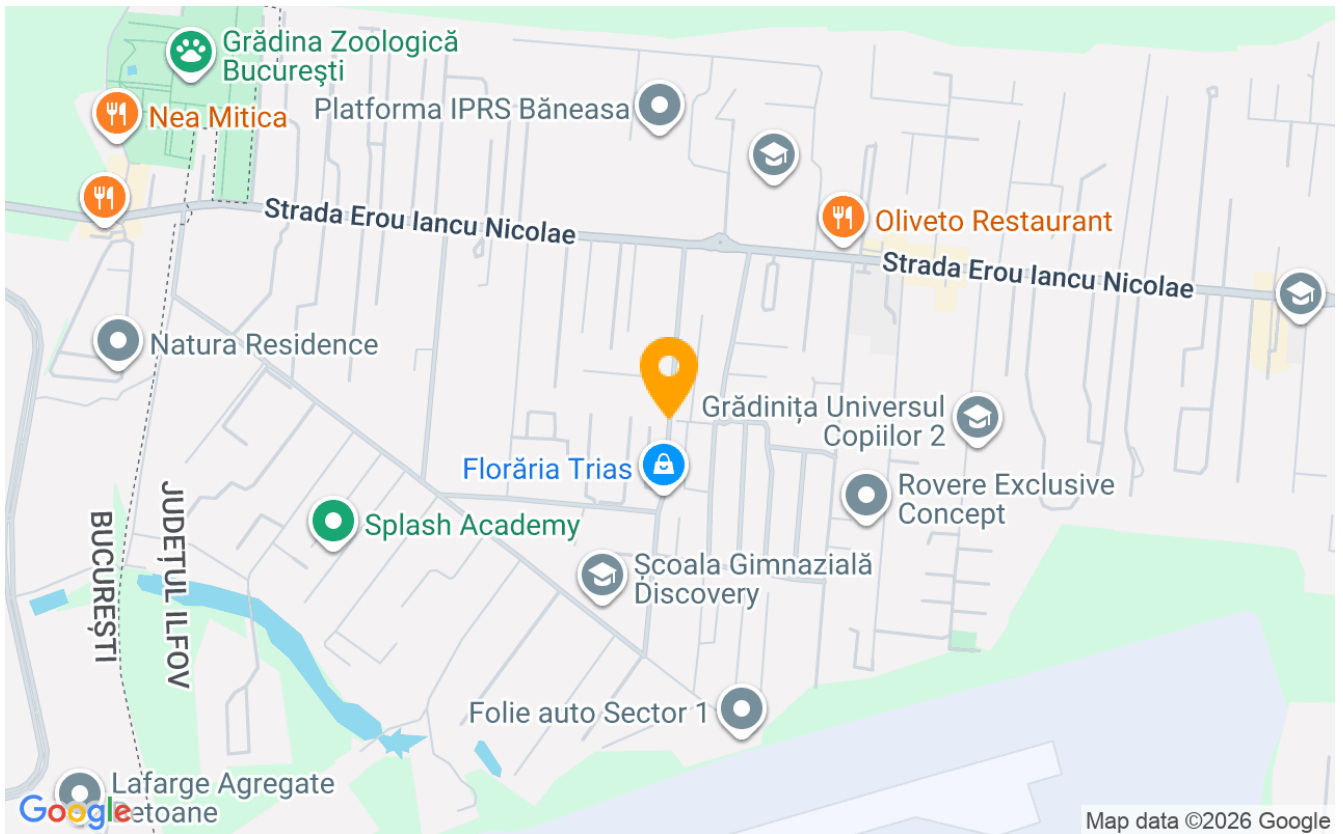 Grădina Zoologică
Bucureşti
Nea Mitica
Platforma IPRS Băneasa
Strada Erou Iancu Nicolae
Oliveto Restaurant
Strada Erou Iancu Nicolae
Natura Residence
Grădinița Universul
Copiilor 2
Florăria Trias
Rovere Exclusive
Concept
Splash Academy
Școala Gimnazială
Discovery
BUCUREȘTI
JUDEȚUL ILFOV
Folie auto Sector 1
Lafarge Agregate
Betoane
Google
Map data ©2026 Google